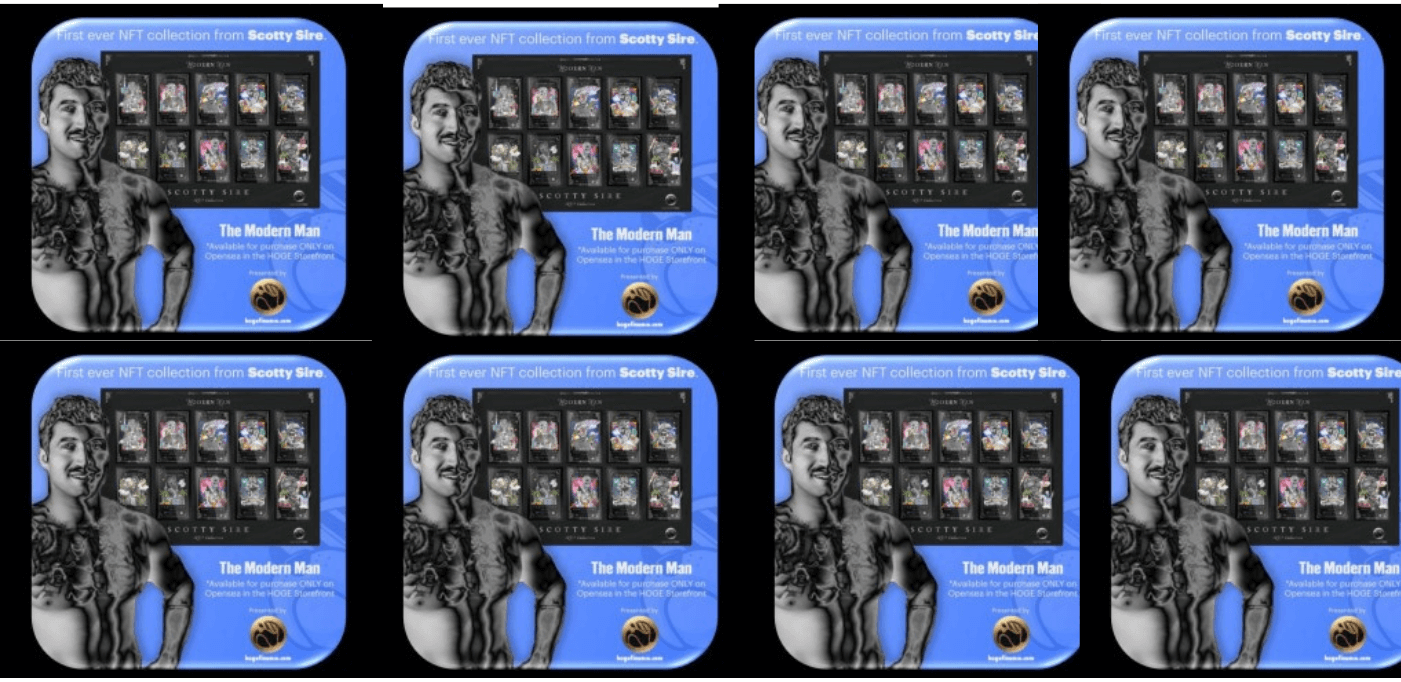 First ever NFT collection from Scotty Sire.
MODERN MAN
SCOTTY SIRE
The Modern Man
*Available for purchase ONLY on
Opensea in the HOGE Storefront
Presented by
hogefinance.com
First ever NFT collection from Scotty Sire.
MODERN MAN
SCOTTY SIRE
The Modern Man
*Available for purchase ONLY on
Opensea in the HOGE Storefront
Presented by
hogefinance.com
First ever NFT collection from Scotty Sire
MODERN MAN
SCOTTY SIRE
The Modern Man
*Available for purchase ONLY
Opensea in the HOGE Storef
Presented by
hogefinance.com
First ever NFT collection from Scotty Sire.
MODERN MAN
SCOTTY SIRE
The Modern Man
*Available for purchase ONLY on
Opensea in the HOGE Storefront
Presented by
hogefinance.com
First ever NFT collection from Scotty Sire.
MODERN MAN
SCOTTY SIRE
The Modern Man
*Available for purchase ONLY on
Opensea in the HOGE Storefront
Presented by
hogefinance.com
First ever NFT collection from Scotty Sire.
MODERN MAN
SCOTTY SIRE
The Modern Man
*Available for purchase ONLY on
Opensea in the HOGE Storefront
Presented by
hogefinance.com
First ever NFT collection from Scotty Sire.
MODERN MAN
SCOTTY SIRE
The Modern Man
*Available for purchase ONLY on
Opensea in the HOGE Storefront
Presented by
hogefinance.com
First ever NFT collection from Scotty Sire
MODERN MAN
SCOTTY SIRE
The Modern Man
*Available for purchase ONLY
Opensea in the HOGE Storef
Presented by
hogefinance.com